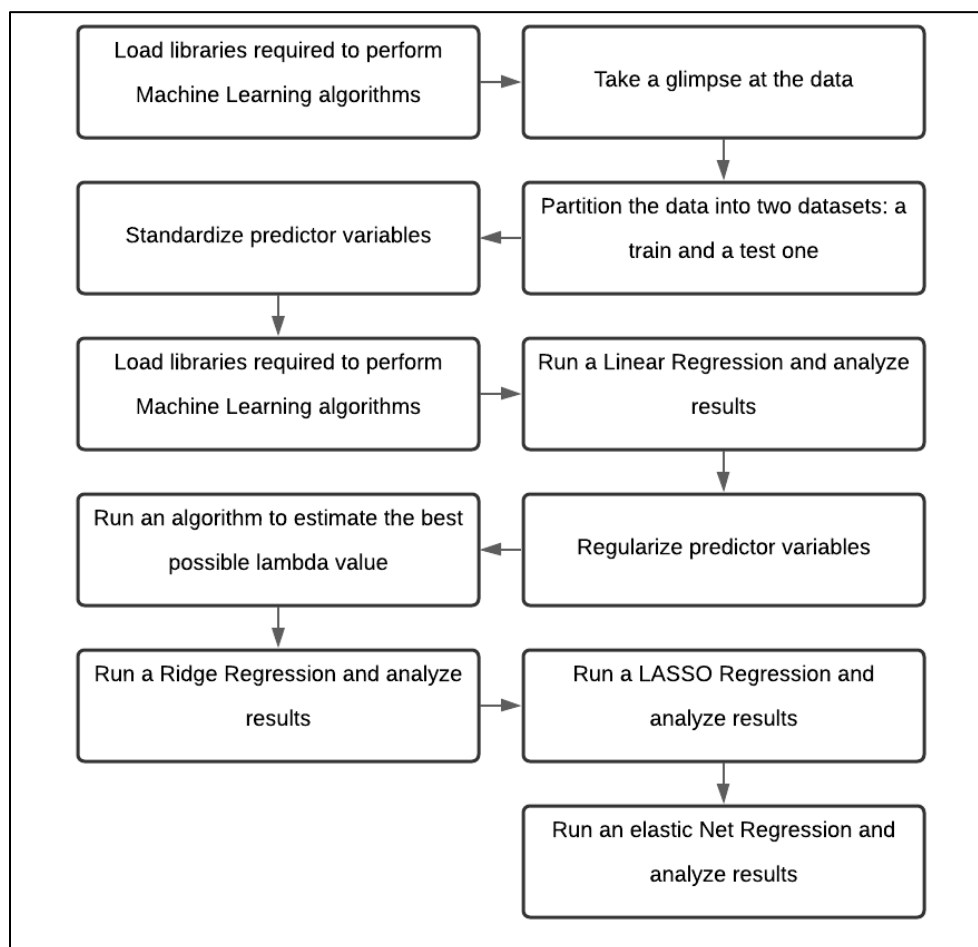 Load libraries required to perform
Machine Learning algorithms
Take a glimpse at the data
Partition the data into two datasets: a
train and a test one
Standardize predictor variables
Load libraries required to perform
Machine Learning algorithms
Run a Linear Regression and analyze
results
Regularize predictor variables
Run an algorithm to estimate the best
possible lambda value
Run a Ridge Regression and analyze
results
Run a LASSO Regression and
analyze results
Run an elastic Net Regression and
analyze results